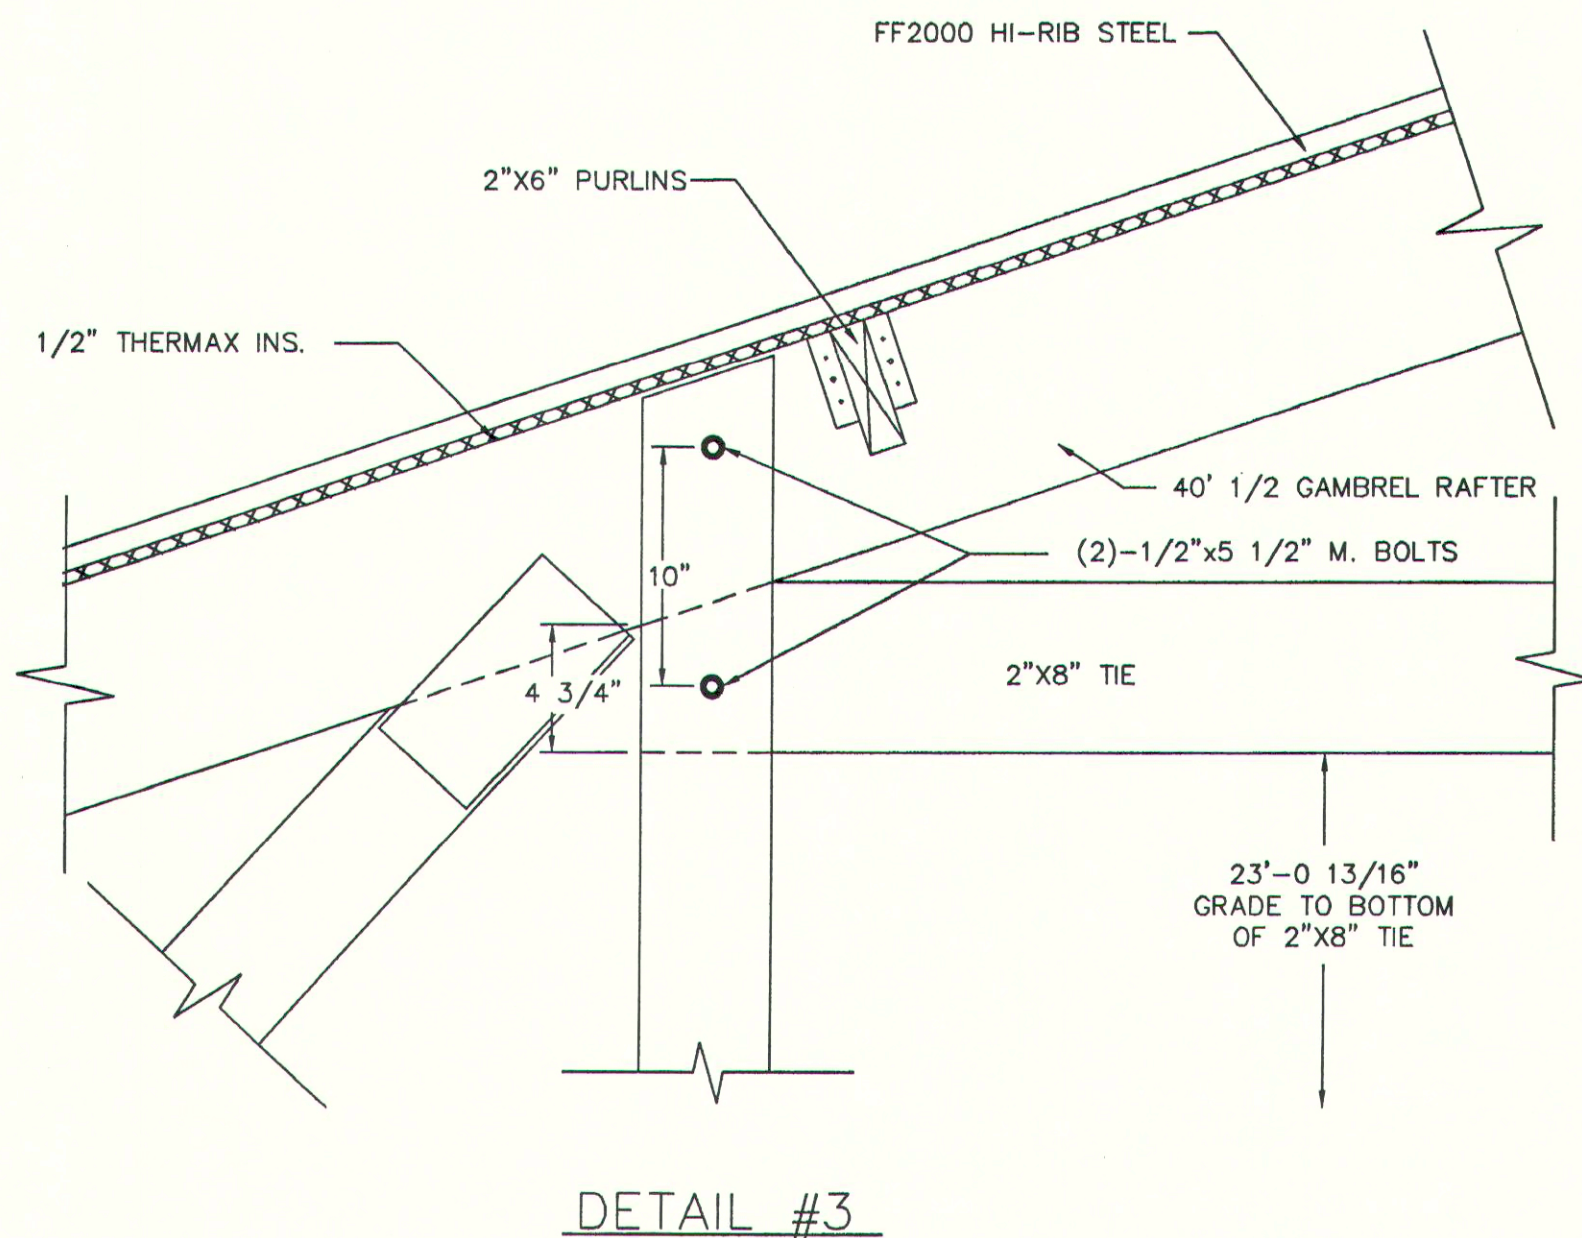 FF2000 HI-RIB STEEL
2"X6" PURLINS
1/2" THERMAX INS.
40' 1/2 GAMBREL RAFTER
(2)-1/2"x5 1/2" M. BOLTS
10"
4 3/4"
2"X8" TIE
23'-0 13/16"
GRADE TO BOTTOM
OF 2"X8" TIE
DETAIL #3